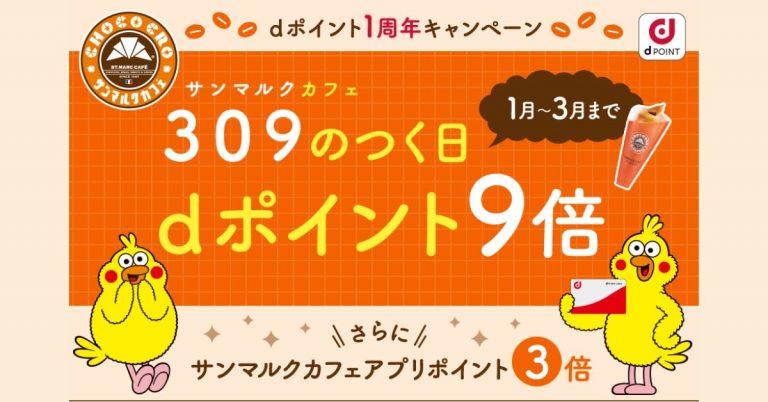 dポイント1周年キャンペーン
CHOCOCRO
ST.MARC CAFÉ
サンマルクカフェ
d POINT
サンマルクカフェ
309のつく日
1月～3月まで
dポイント9倍
さらに
サンマルクカフェアプリポイント3倍